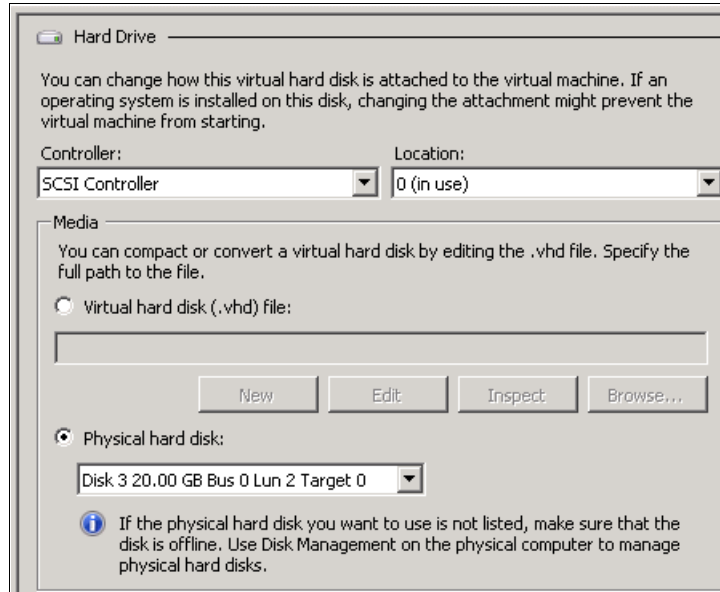 Hard Drive
You can change how this virtual hard disk is attached to the virtual machine. If an
operating system is installed on this disk, changing the attachment might prevent the
virtual machine from starting.
Controller: Location:
SCSI Controller 0 (in use)
Media
You can compact or convert a virtual hard disk by editing the .vhd file. Specify the
full path to the file.
Virtual hard disk (.vhd) file:
New Edit Inspect Browse...
Physical hard disk:
Disk 3 20.00 GB Bus 0 Lun 2 Target 0
If the physical hard disk you want to use is not listed, make sure that the
disk is offline. Use Disk Management on the physical computer to manage
physical hard disks.